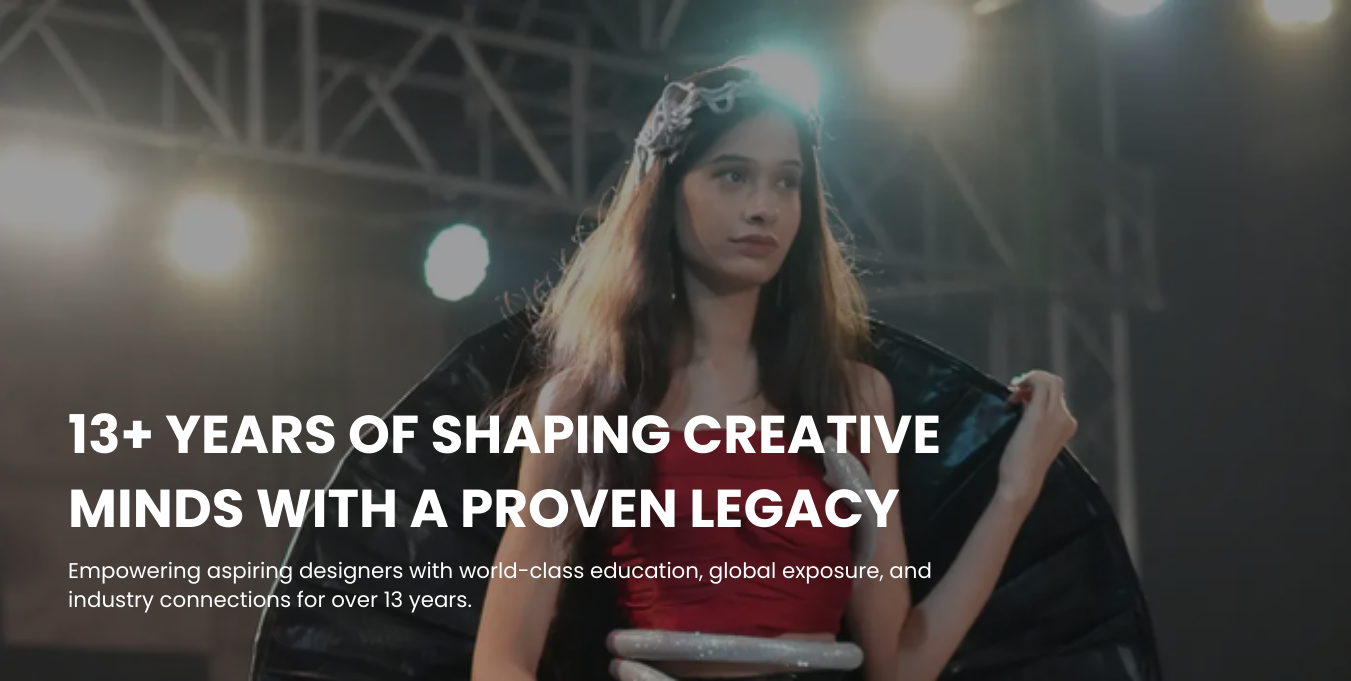 13+ YEARS OF SHAPING CREATIVE
MINDS WITH A PROVEN LEGACY
Empowering aspiring designers with world-class education, global exposure, and
industry connections for over 13 years.